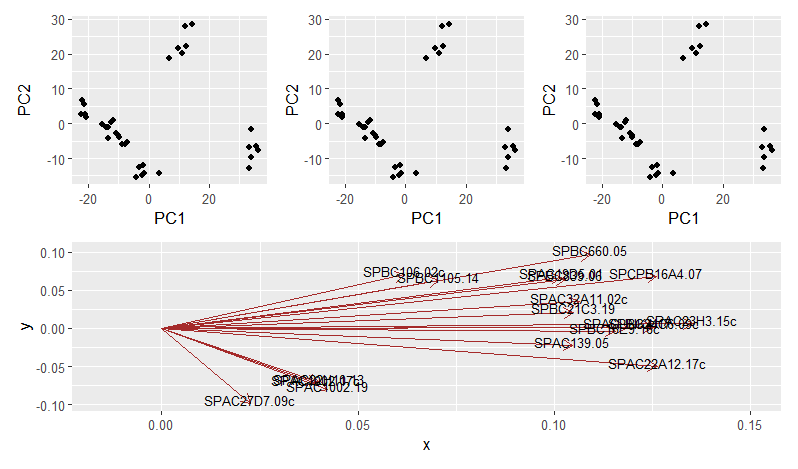 30
20
10
0
-10
PC2
-20
0
20
PC1
30
20
10
0
-10
PC2
-20
0
20
PC1
30
20
10
0
-10
PC2
-20
0
20
PC1
0.10
0.05
0.00
-0.05
-0.10
y
SPBC660.05
SPBC106.02c
SPBC1105.14
SPCPB16A4.07
SPAC32A11.02c
SPBC21C3.19
SPAC23H3.15c
SPAC139.05
SPAC22A12.17c
SPAC1002.19
SPAC27D7.09c
0.00
0.05
0.10
0.15
x